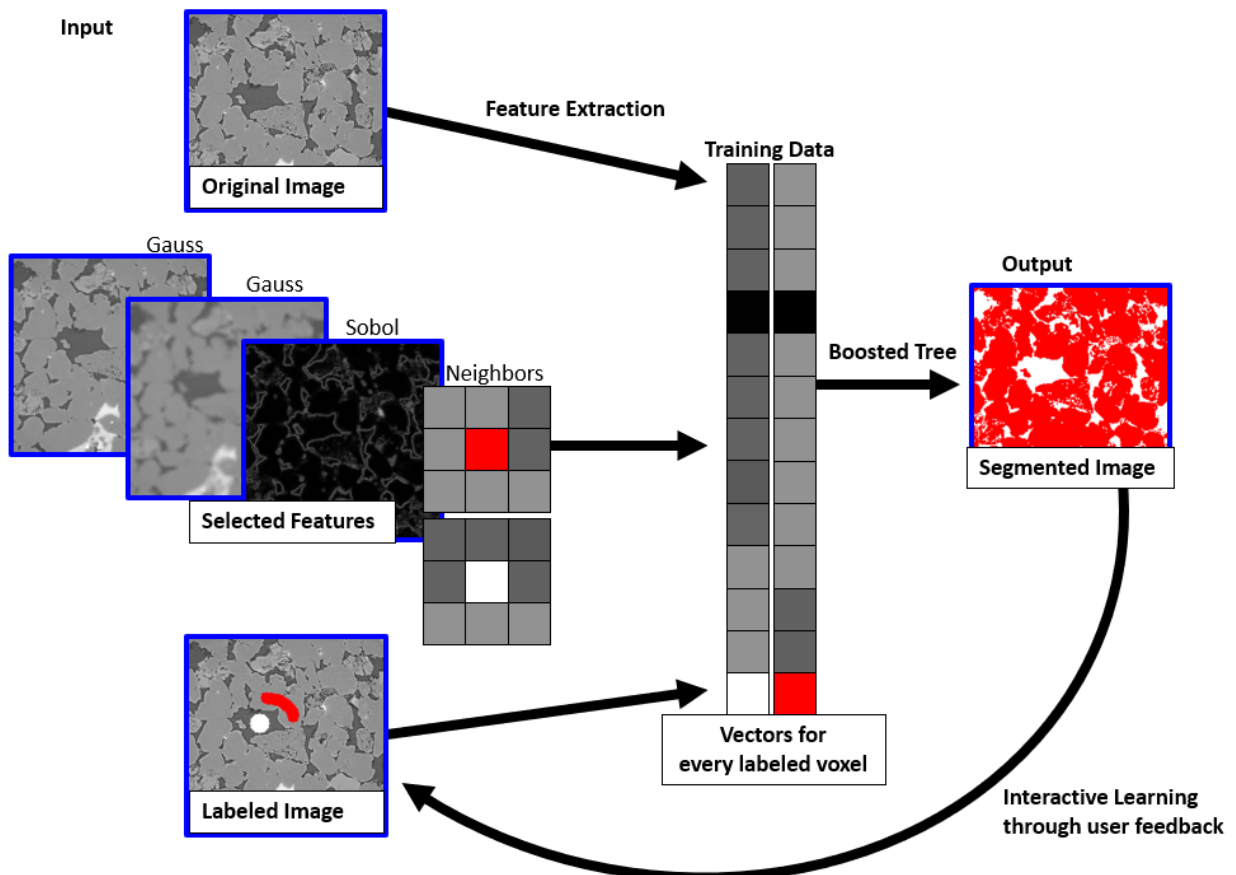 Input
Original Image
Feature Extraction
Training Data
Gauss
Gauss
Sobol
Neighbors
Selected Features
Boosted Tree
Output
Segmented Image
Labeled Image
Vectors for
every labeled voxel
Interactive Learning
through user feedback